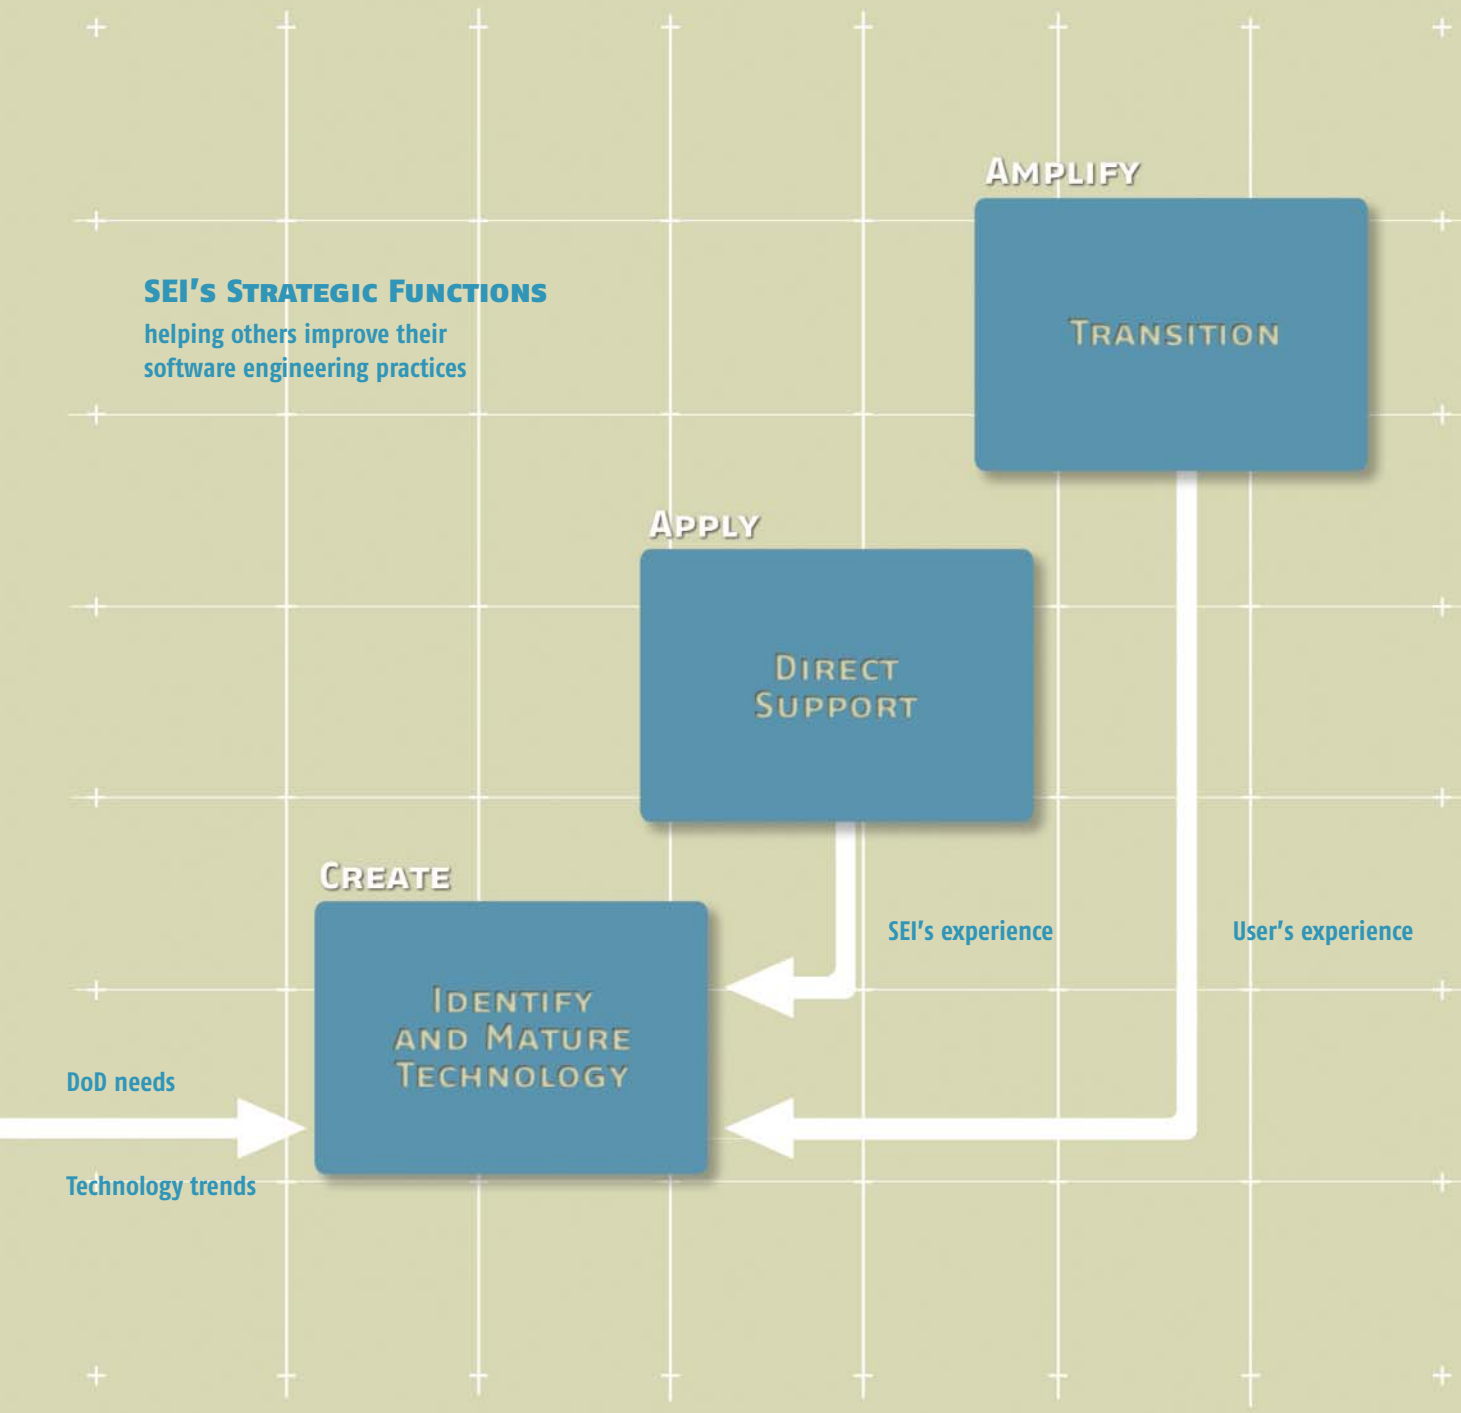 AMPLIFY
TRANSITION
SEI's STRATEGIC FUNCTIONS
helping others improve their
software engineering practices
APPLY
DIRECT
SUPPORT
CREATE
IDENTIFY
AND MATURE
TECHNOLOGY
SEI's experience
User's experience
DoD needs
Technology trends